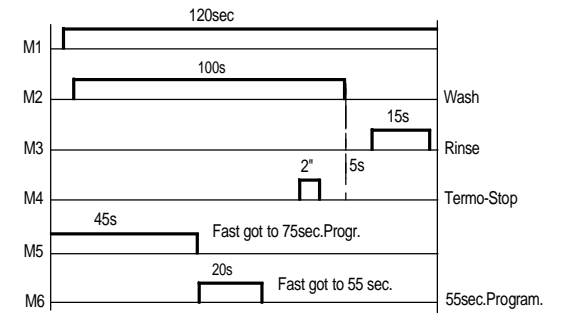 120sec
M1
100s
M2
Wash
15s
M3
Rinse
2"
5s
M4
Termo-Stop
45s
Fast got to 75sec.Progr.
M5
20s
Fast got to 55 sec.
M6
55sec.Program.